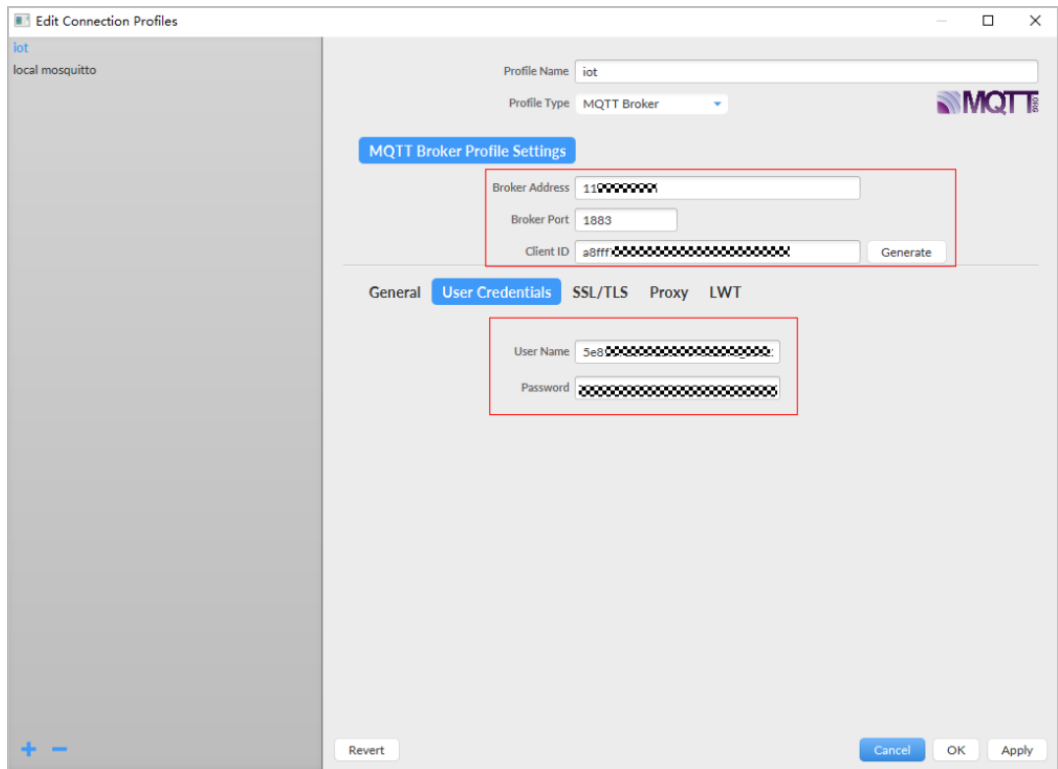 Edit Connection Profiles
iot
local mosquitto
Profile Name iot
Profile Type MQTT Broker
MQTT.ORG
MQTT Broker Profile Settings
Broker Address 11
Broker Port 1883
Client ID a8fff Generate
General User Credentials SSL/TLS Proxy LWT
User Name 5e8
Password
Revert Cancel OK Apply